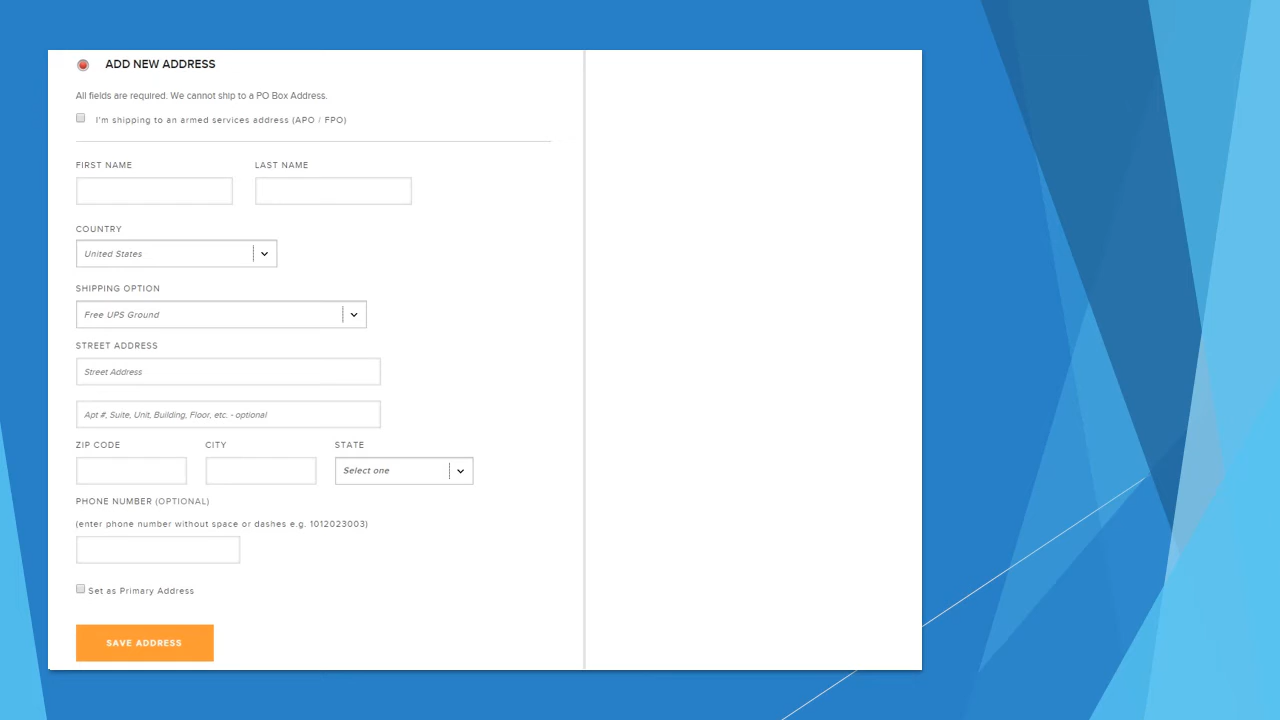 ADD NEW ADDRESS
All fields are required. We cannot ship to a PO Box Address.
I'm shipping to an armed services address (APO / FPO)
FIRST NAME LAST NAME
COUNTRY
United States
SHIPPING OPTION
Free UPS Ground
STREET ADDRESS
Street Address
Apt #, Suite, Unit, Building, Floor, etc. - optional
ZIP CODE CITY STATE
Select one
PHONE NUMBER (OPTIONAL)
(enter phone number without space or dashes e.g. 1012023003)
Set as Primary Address
SAVE ADDRESS